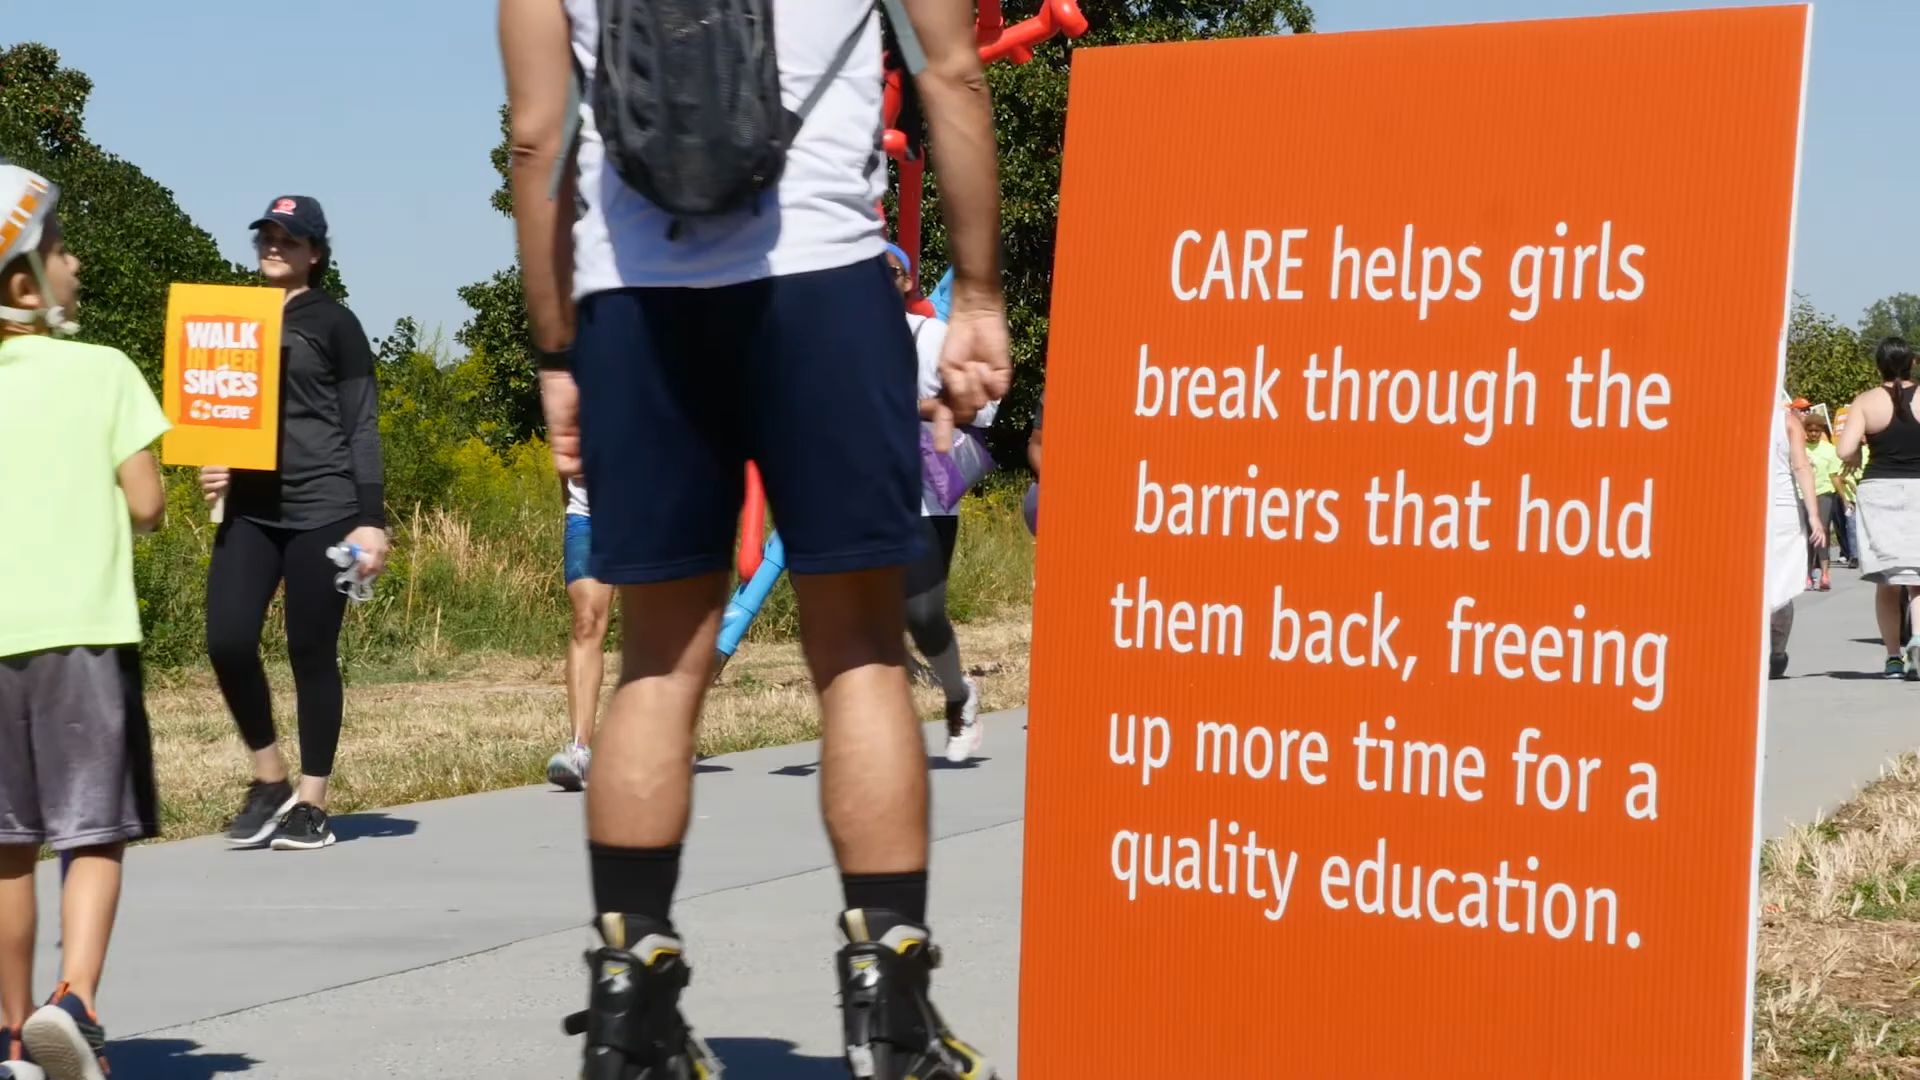 WALK
IN HER
SHOES
care
CARE helps girls
break through the
barriers that hold
them back, freeing
up more time for a
quality education.